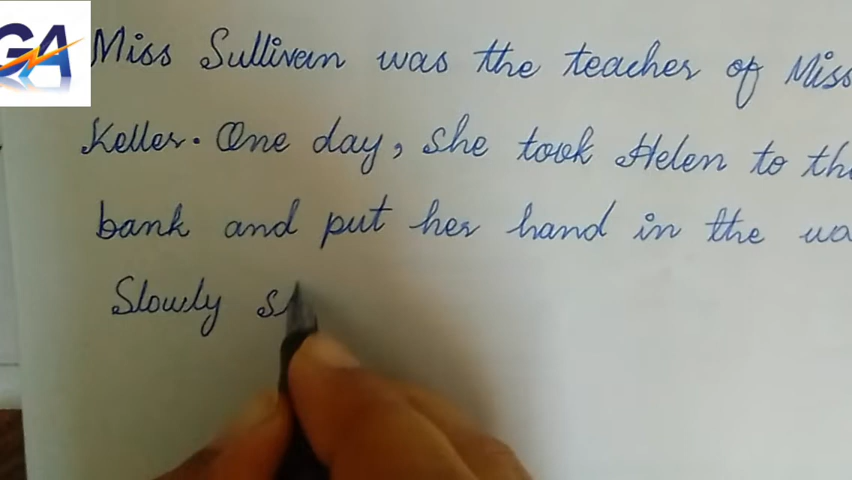 GA
Miss Sullivan was the teacher of Miss
Keller. One day, she took Helen to
bank and put her hand in the
Slowly